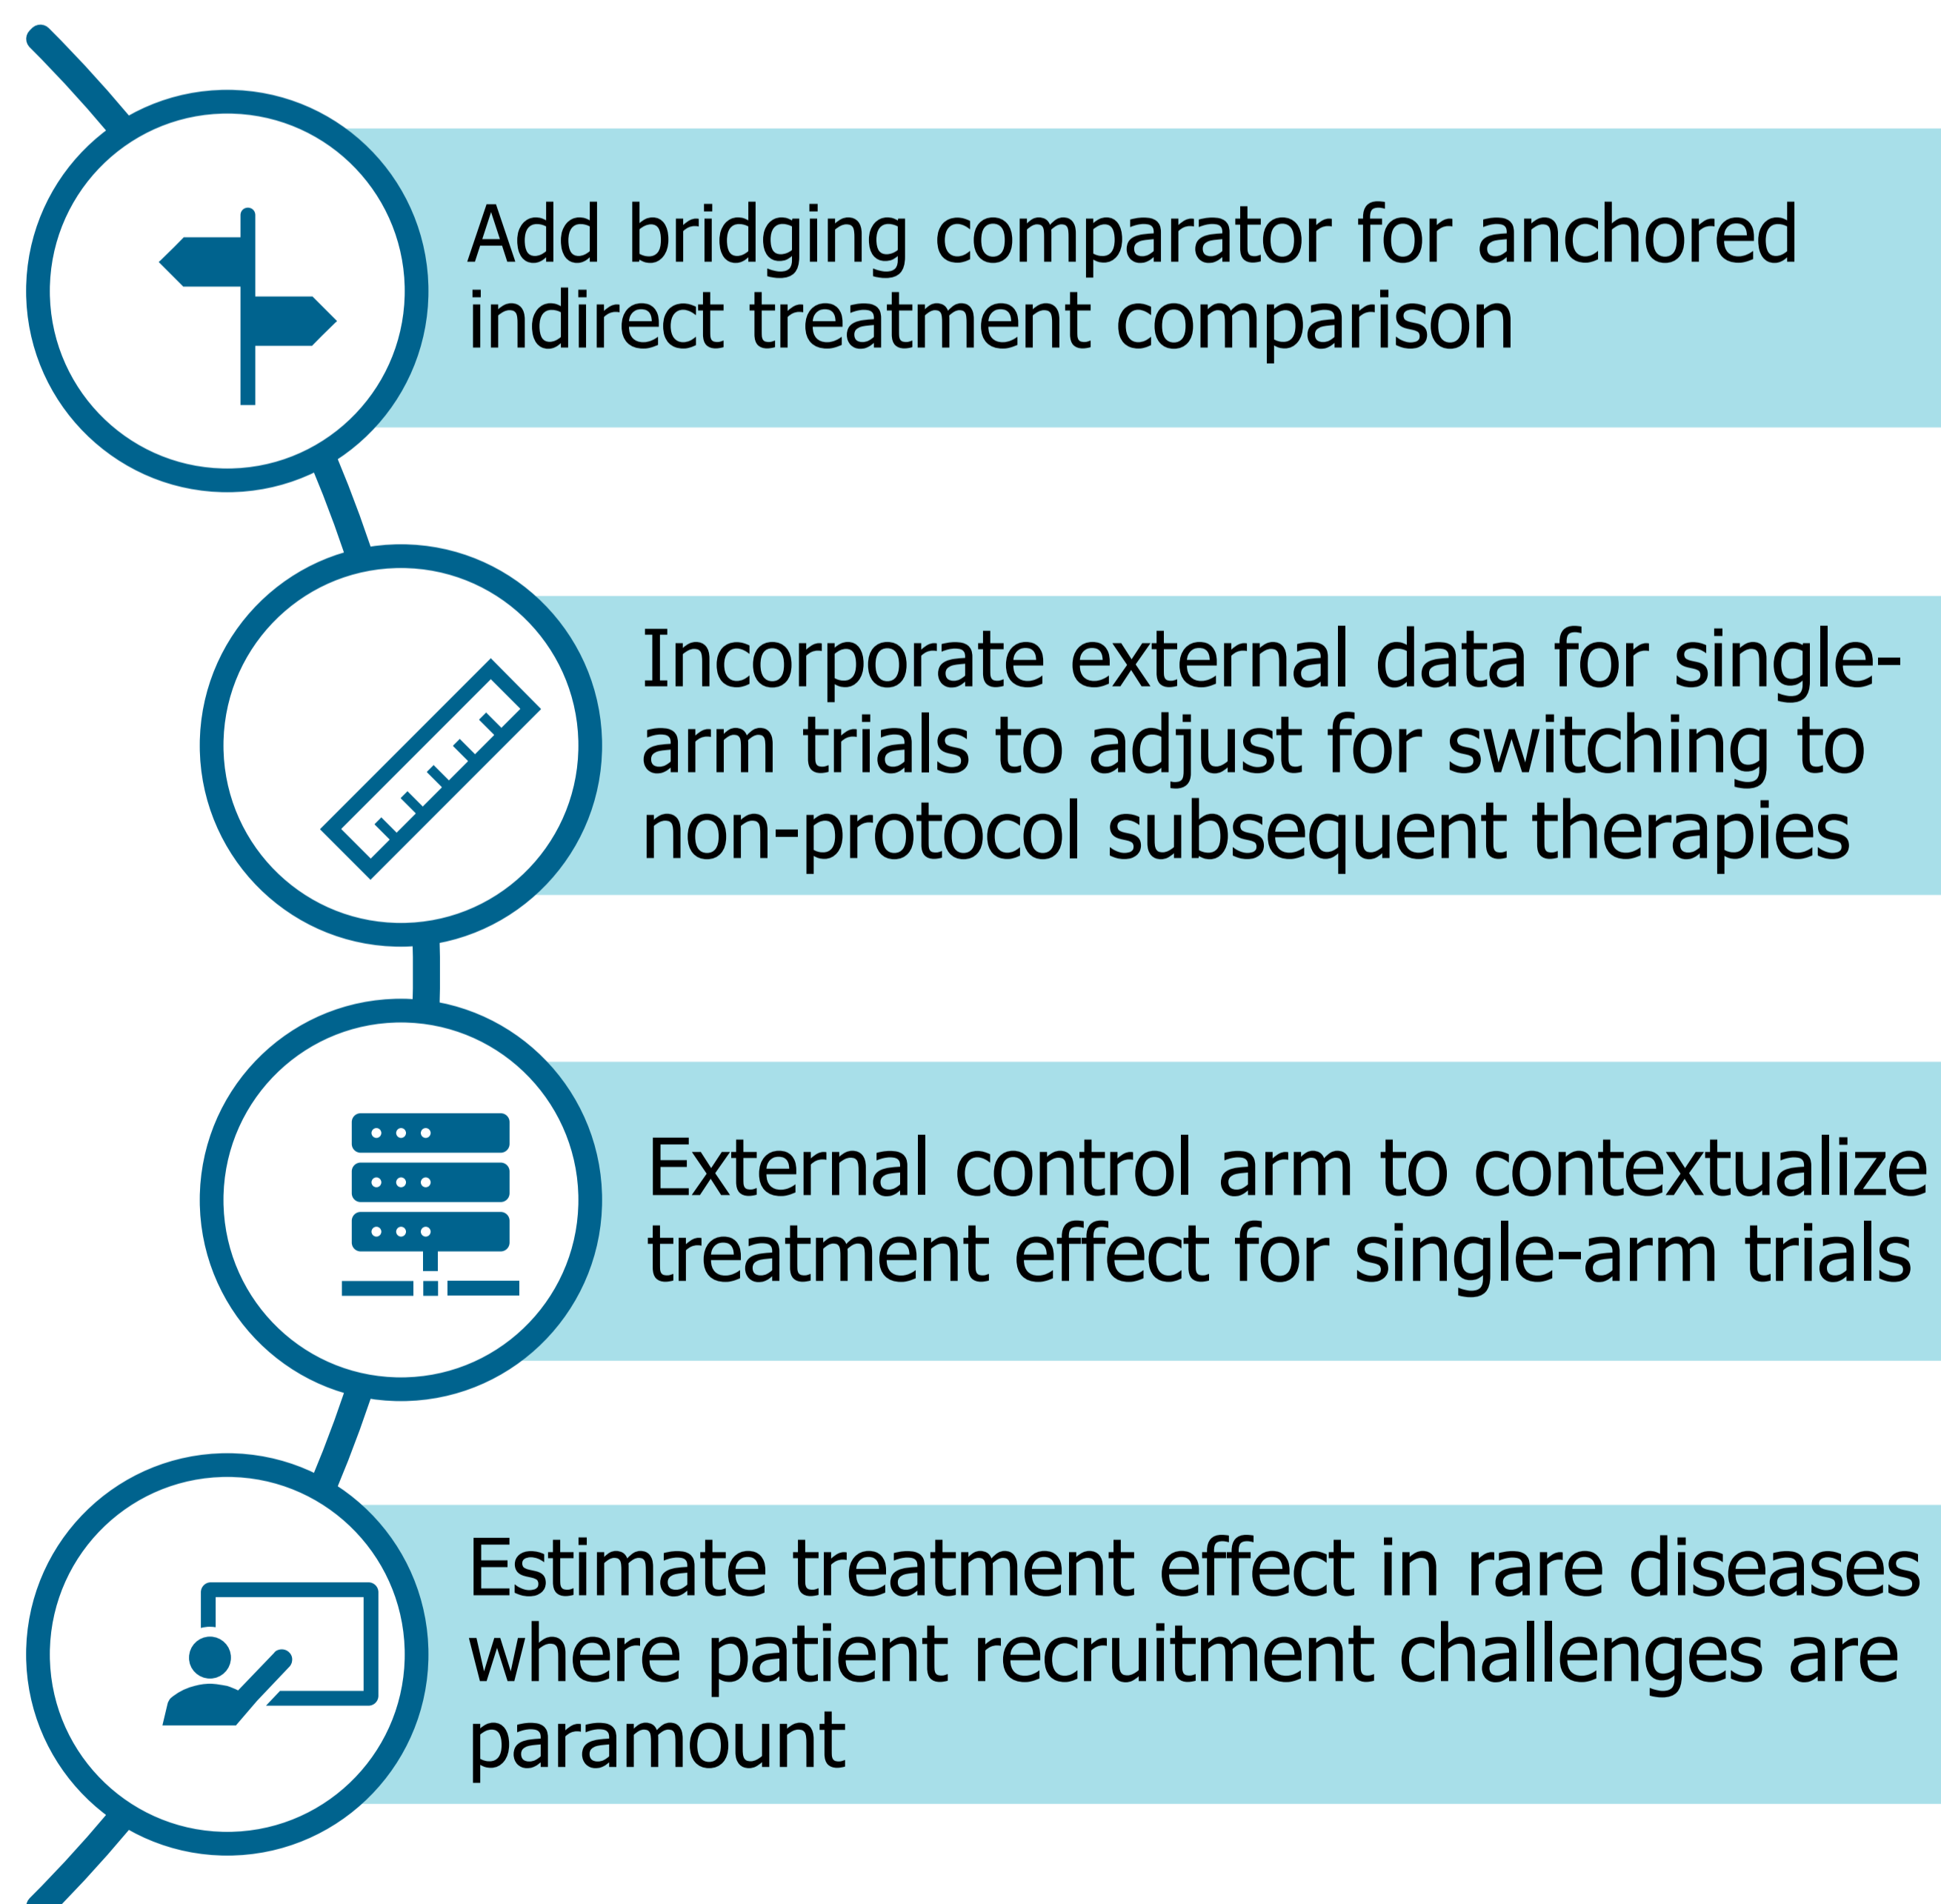 Add bridging comparator for anchored
indirect treatment comparison
Incorporate external data for single-
arm trials to adjust for switching to
non-protocol subsequent therapies
External control arm to contextualize
treatment effect for single-arm trials
Estimate treatment effect in rare diseases
where patient recruitment challenges are
paramount